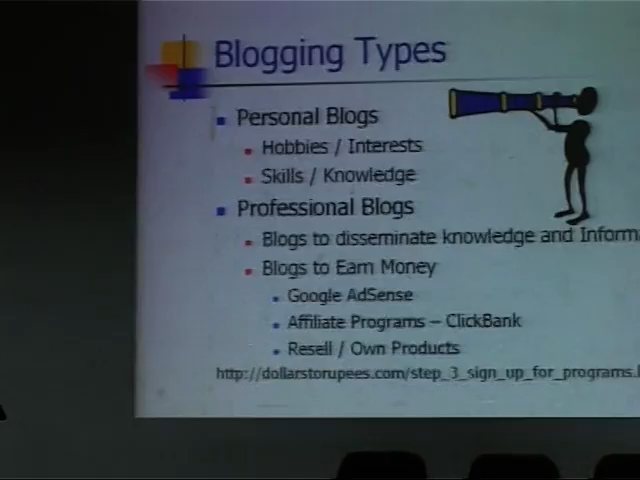 Blogging Types
Personal Blogs
Hobbies / Interests
Skills / Knowledge
Professional Blogs
Blogs to disseminate knowledge and Inform
Blogs to Earn Money
Google AdSense
Affiliate Programs – ClickBank
Resell / Own Products
http://dollarstorupees.com/step_3_sign_up_for_programs.